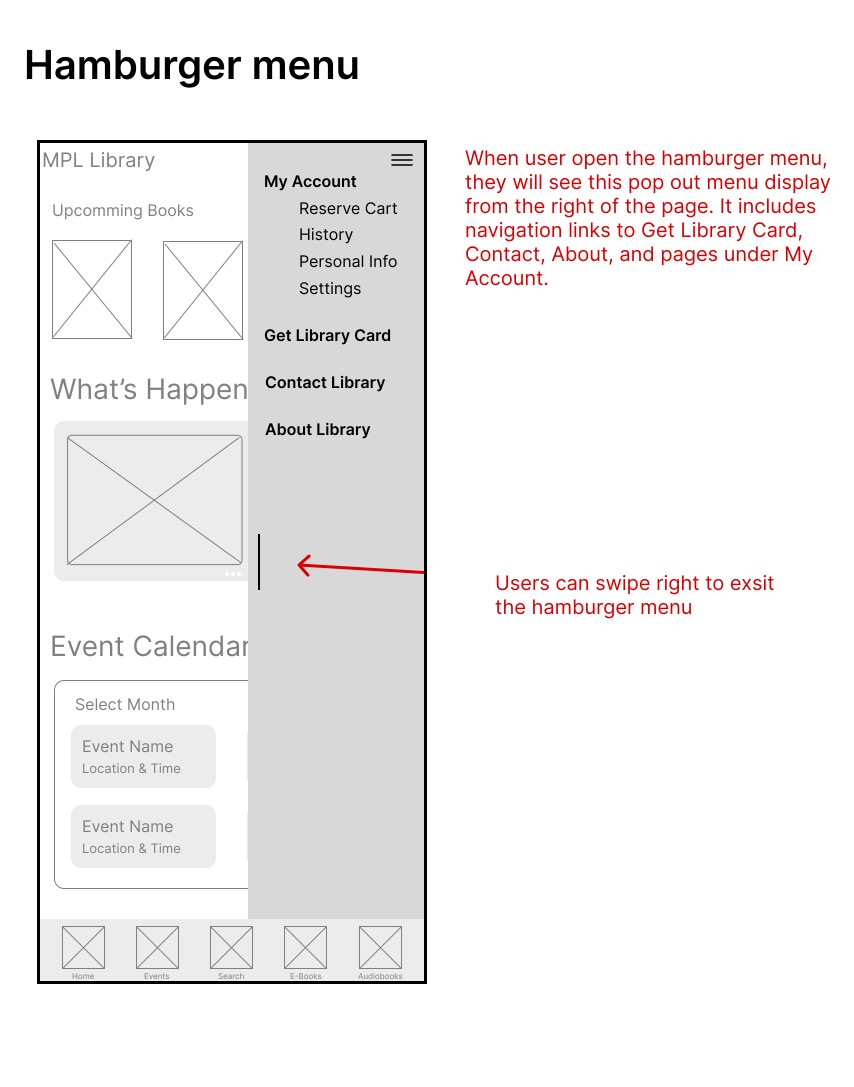 Hamburger menu
MPL Library
Upcomming Books
What's Happen
Event Calendar
Select Month
Event Name
Location & Time
Event Name
Location & Time
My Account
Reserve Cart
History
Personal Info
Settings
Get Library Card
Contact Library
About Library
Home
Events
Search
E-Books
Audiobooks
When user open the hamburger menu,
they will see this pop out menu display
from the right of the page. It includes
navigation links to Get Library Card,
Contact, About, and pages under My
Account.
Users can swipe right to exsit
the hamburger menu